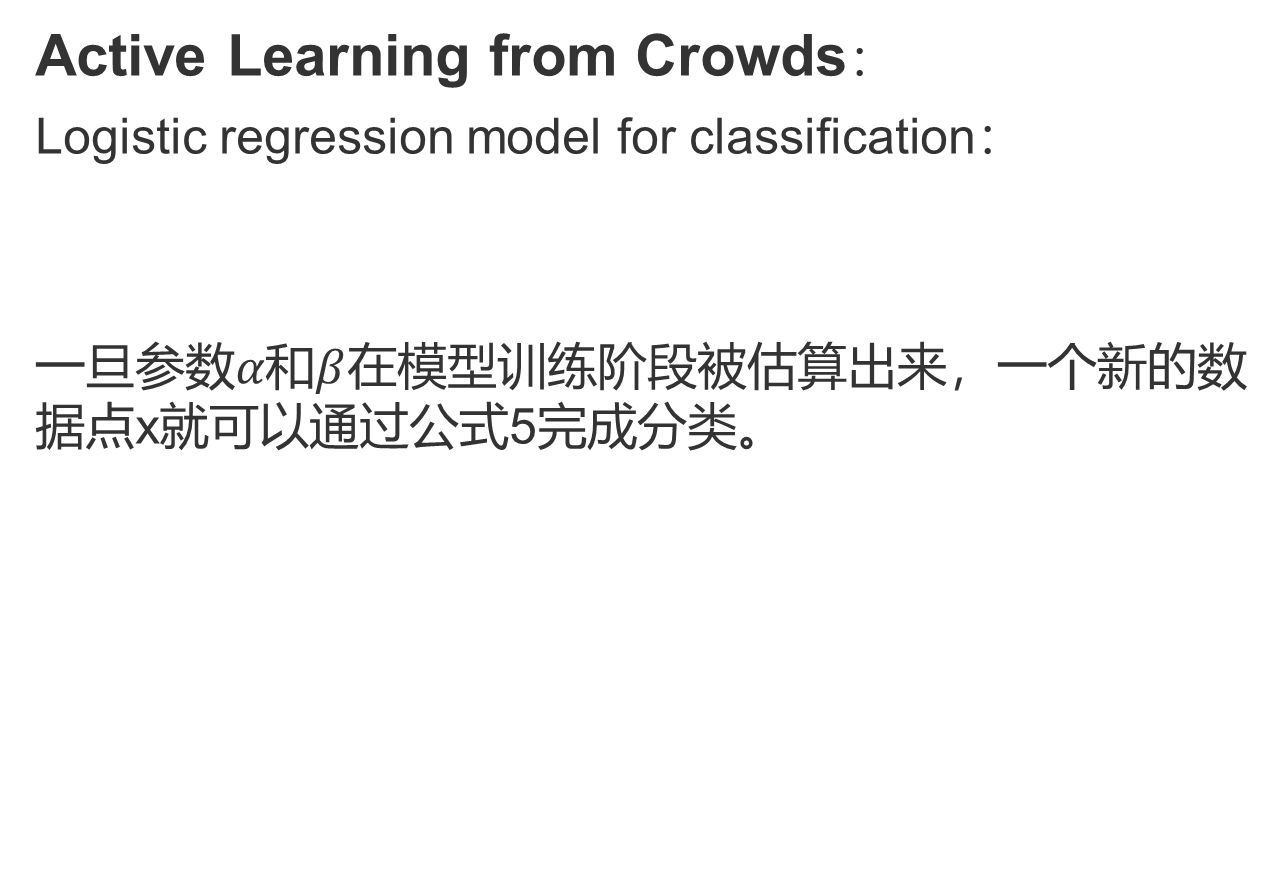 Active Learning from Crowds：
Logistic regression model for classification：
一旦参数𝛼和𝛽在模型训练阶段被估算出来，一个新的数
据点x就可以通过公式5完成分类。